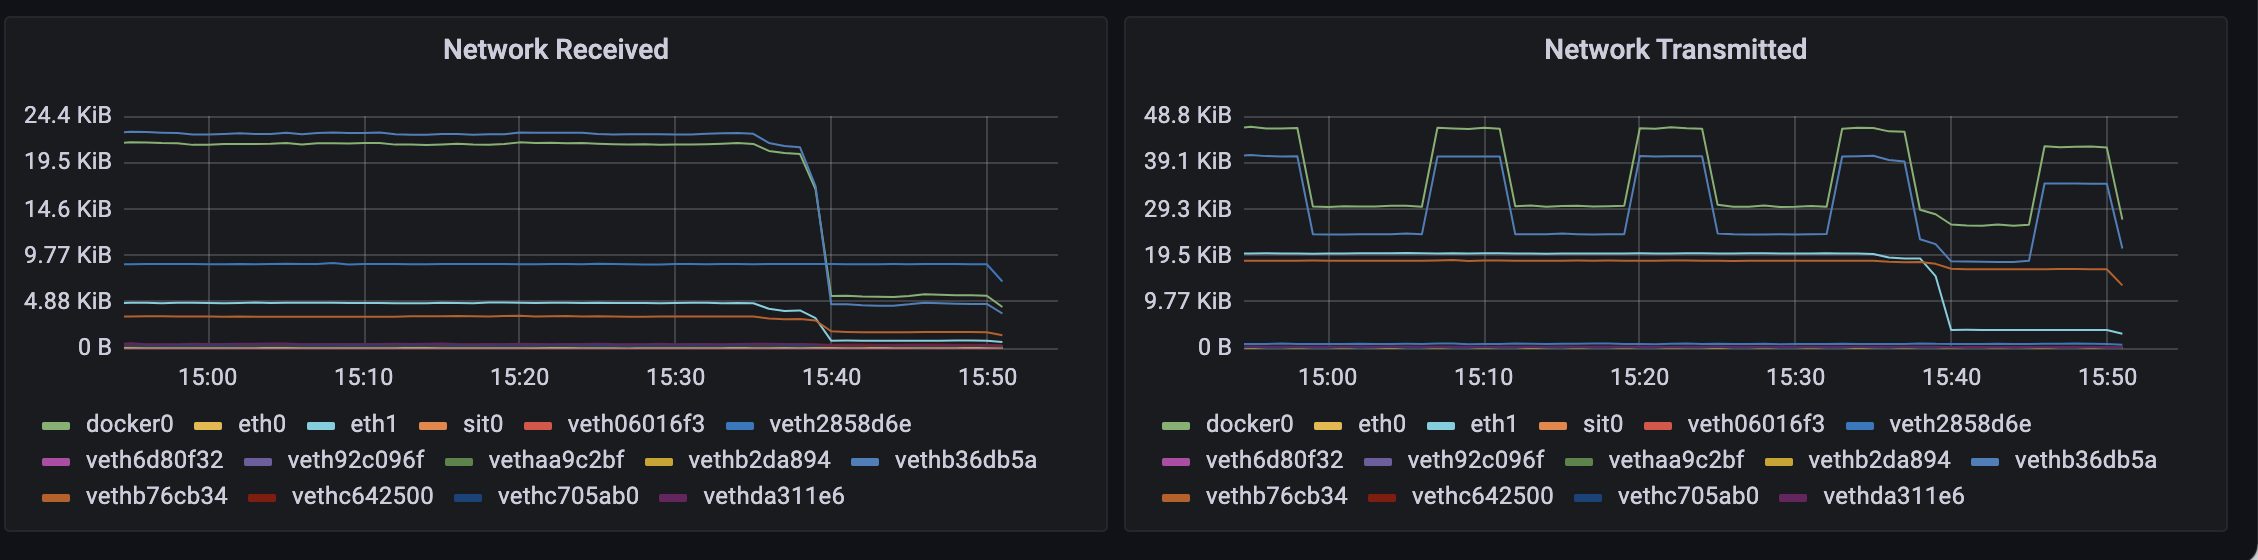 Network Received
24.4 KiB
19.5 KiB
14.6 KiB
9.77 KiB
4.88 KiB
0 B
15:00 15:10 15:20 15:30 15:40 15:50
docker0 eth0 eth1 sit0 veth06016f3 veth2858d6e
veth6d80f32 veth92c096f vethaa9c2bf vethb2da894 vethb36db5a
vethb76cb34 vethc642500 vethc705ab0 vethda311e6
Network Transmitted
48.8 KiB
39.1 KiB
29.3 KiB
19.5 KiB
9.77 KiB
0 B
15:00 15:10 15:20 15:30 15:40 15:50
docker0 eth0 eth1 sit0 veth06016f3 veth2858d6e
veth6d80f32 veth92c096f vethaa9c2bf vethb2da894 vethb36db5a
vethb76cb34 vethc642500 vethc705ab0 vethda311e6